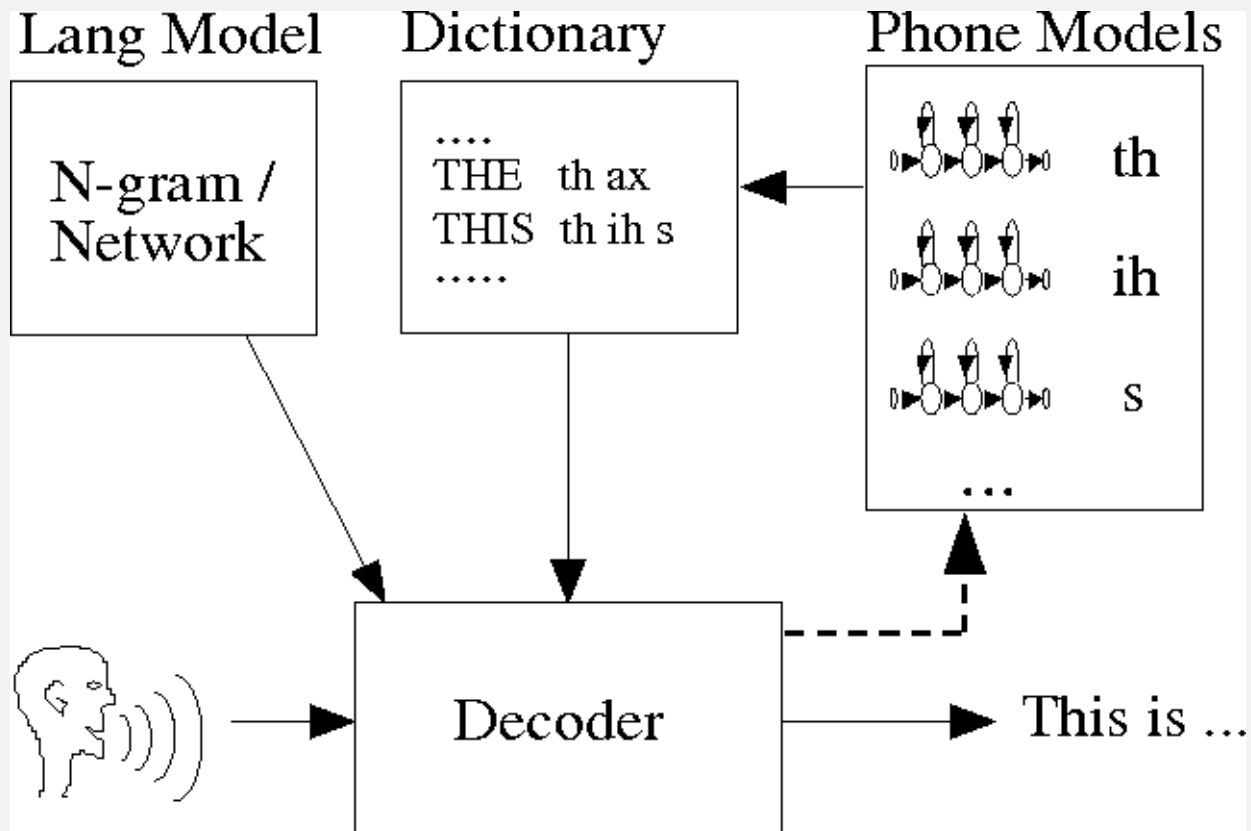 Lang Model
N-gram /
Network
Dictionary
....
THE th ax
THIS th ih s
.....
Phone Models
th
ih
s
...
Decoder
This is ...